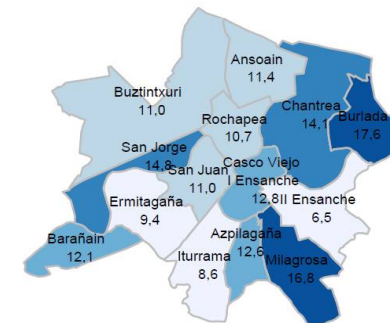 Ansoain
11,4
Buztintxuri
11,0
Chantrea
14,1
Burlada
17,6
Rochapea
10,7
San Jorge
14,8
San Juan
11,0
Casco Viejo
I Ensanche
12,8
II Ensanche
6,5
Ermitagaña
9,4
Barañain
12,1
Azpilagaña
12,6
Iturrama
8,6
Milagrosa
16,8